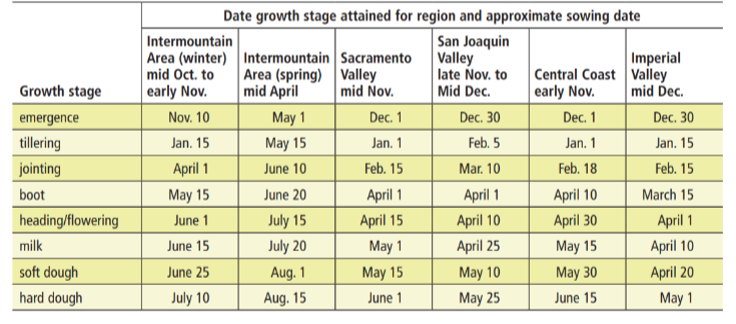 Date growth stage attained for region and approximate sowing date
Growth stage
Intermountain
Area (winter)
mid Oct. to
early Nov.
Intermountain
Area (spring)
mid April
Sacramento
Valley
mid Nov.
San Joaquin
Valley
late Nov. to
Mid Dec.
Central Coast
early Nov.
Imperial
Valley
mid Dec.
emergence Nov. 10 May 1 Dec. 1 Dec. 30 Dec. 1 Dec. 30
tillering Jan. 15 May 15 Jan. 1 Feb. 5 Jan. 1 Jan. 15
jointing April 1 June 10 Feb. 15 Mar. 10 Feb. 18 Feb. 15
boot May 15 June 20 April 1 April 1 April 10 March 15
heading/flowering June 1 July 15 April 15 April 10 April 30 April 1
milk June 15 July 20 May 1 April 25 May 15 April 10
soft dough June 25 Aug. 1 May 15 May 10 May 30 April 20
hard dough July 10 Aug. 15 June 1 May 25 June 15 May 1